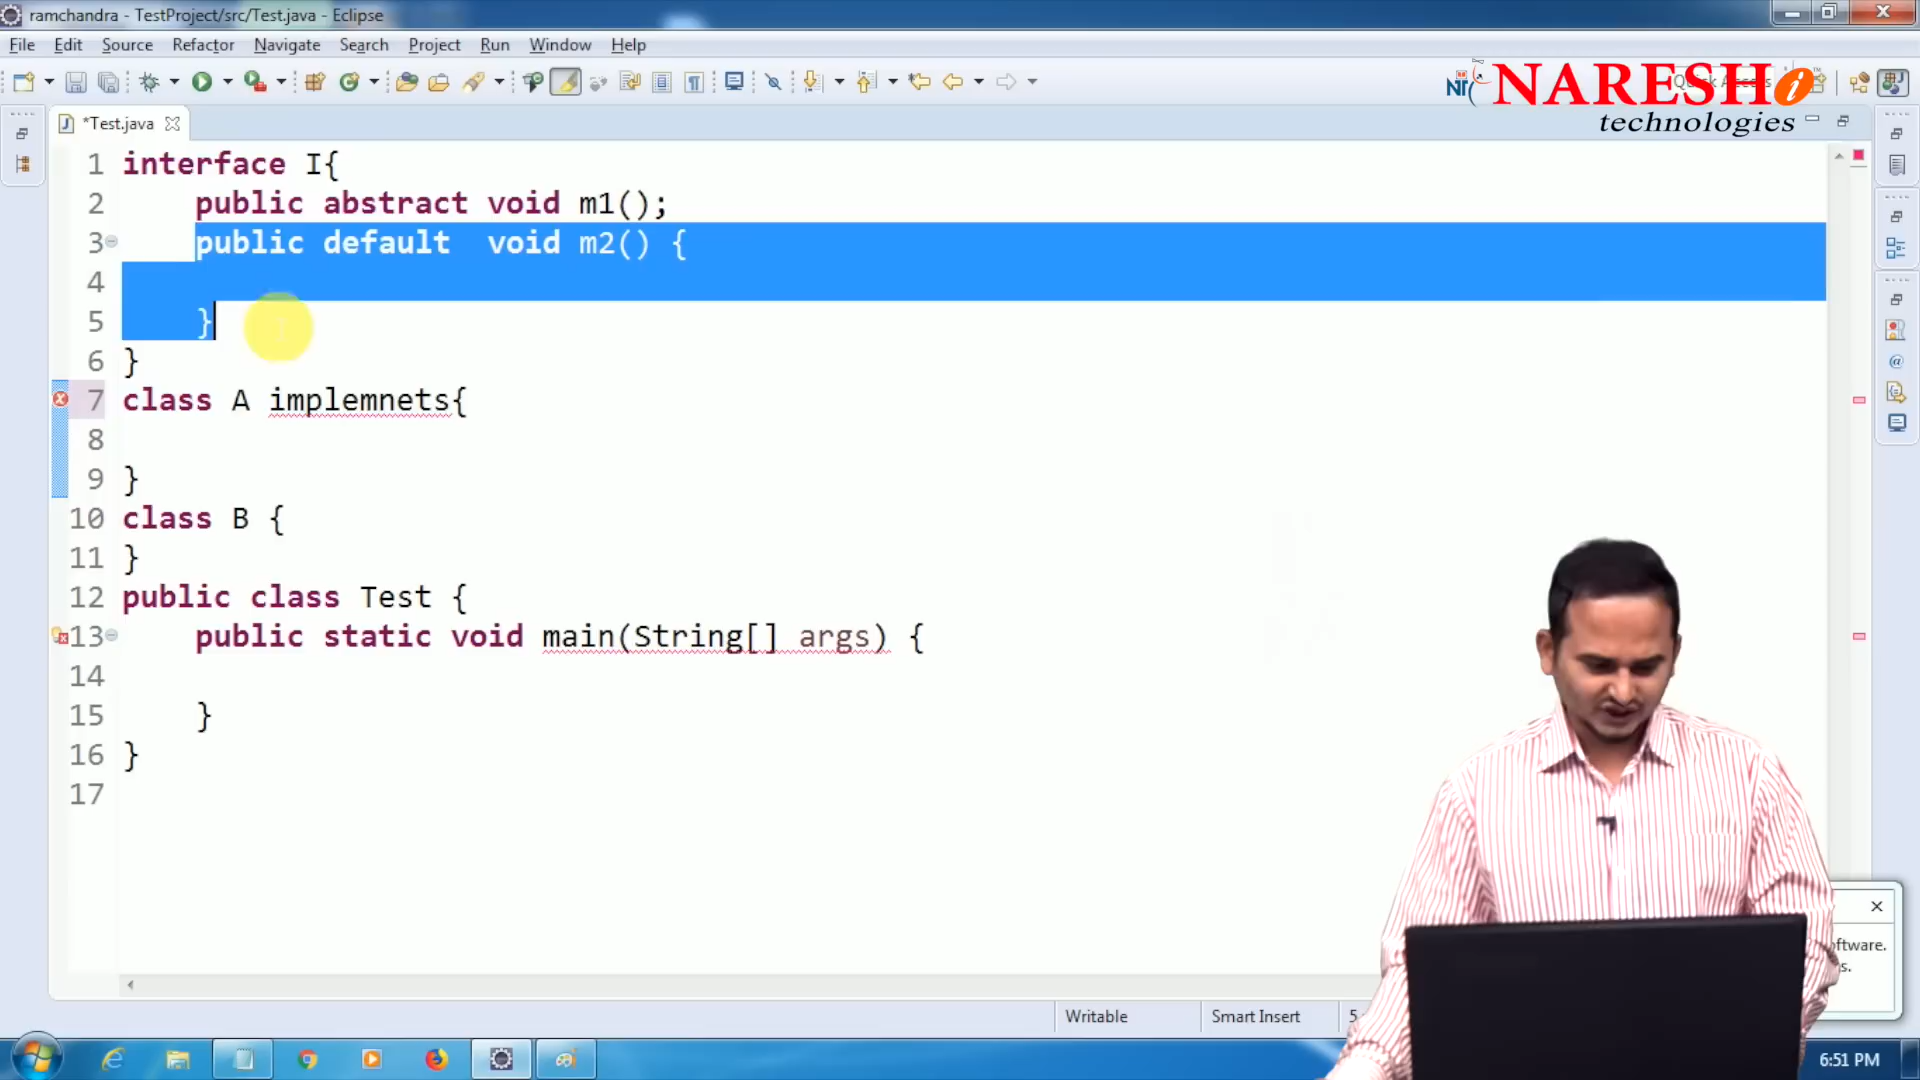 ramchandra - TestProject/src/Test.java - Eclipse
File Edit Source Refactor Navigate Search Project Run Window Help
NARESH i
technologies
*Test.java
1 interface I{
2 public abstract void m1();
3 public default  void m2() {
4
5 }
6 }
7 class A implemnets{
8
9 }
10 class B {
11 }
12 public class Test {
13 public static void main(String[] args) {
14
15 }
16 }
17
Writable Smart Insert 5
6:51 PM